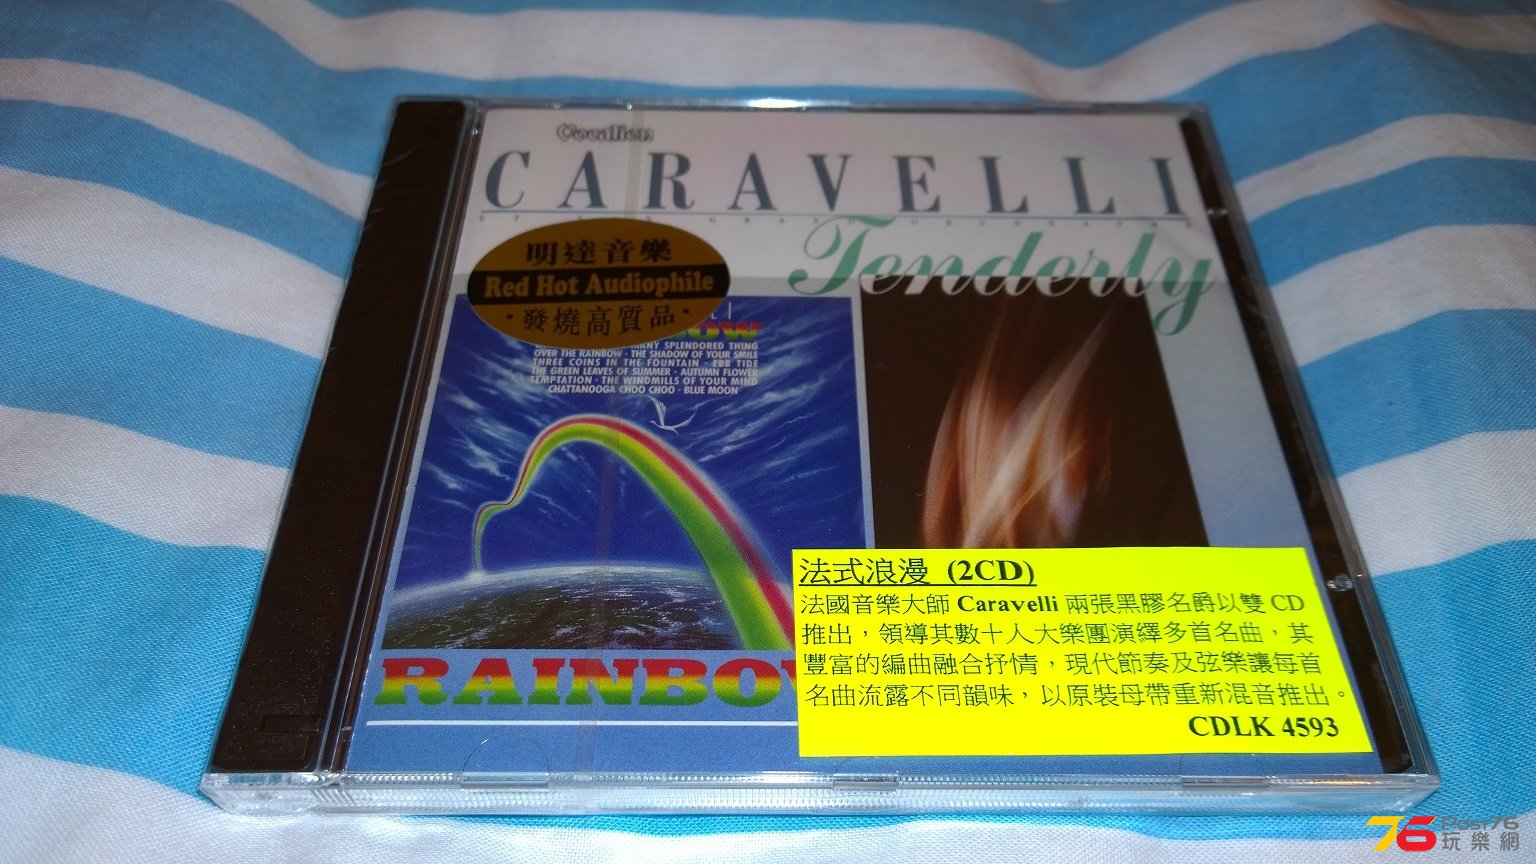 Vocalion
CARAVELLI
ET SON GRAND ORCHESTRE
Tenderly
明達音樂
Red Hot Audiophile
·發燒高質品·
MANY SPLENDORED THING
OVER THE RAINBOW · THE SHADOW OF YOUR SMILE
THREE COINS IN THE FOUNTAIN · EBB TIDE
THE GREEN LEAVES OF SUMMER · AUTUMN FLOWER
TEMPTATION · THE WINDMILLS OF YOUR MIND
CHATTANOOGA CHOO CHOO · BLUE MOON
RAINBOW
法式浪漫 (2CD)
法國音樂大師 Caravelli 兩張黑膠名爵以雙 CD
推出，領導其數十人大樂團演繹多首名曲，其
豐富的編曲融合抒情，現代節奏及弦樂讓每首
名曲流露不同韻味，以原裝母帶重新混音推出。
CDLK 4593
76 Post76
玩樂網